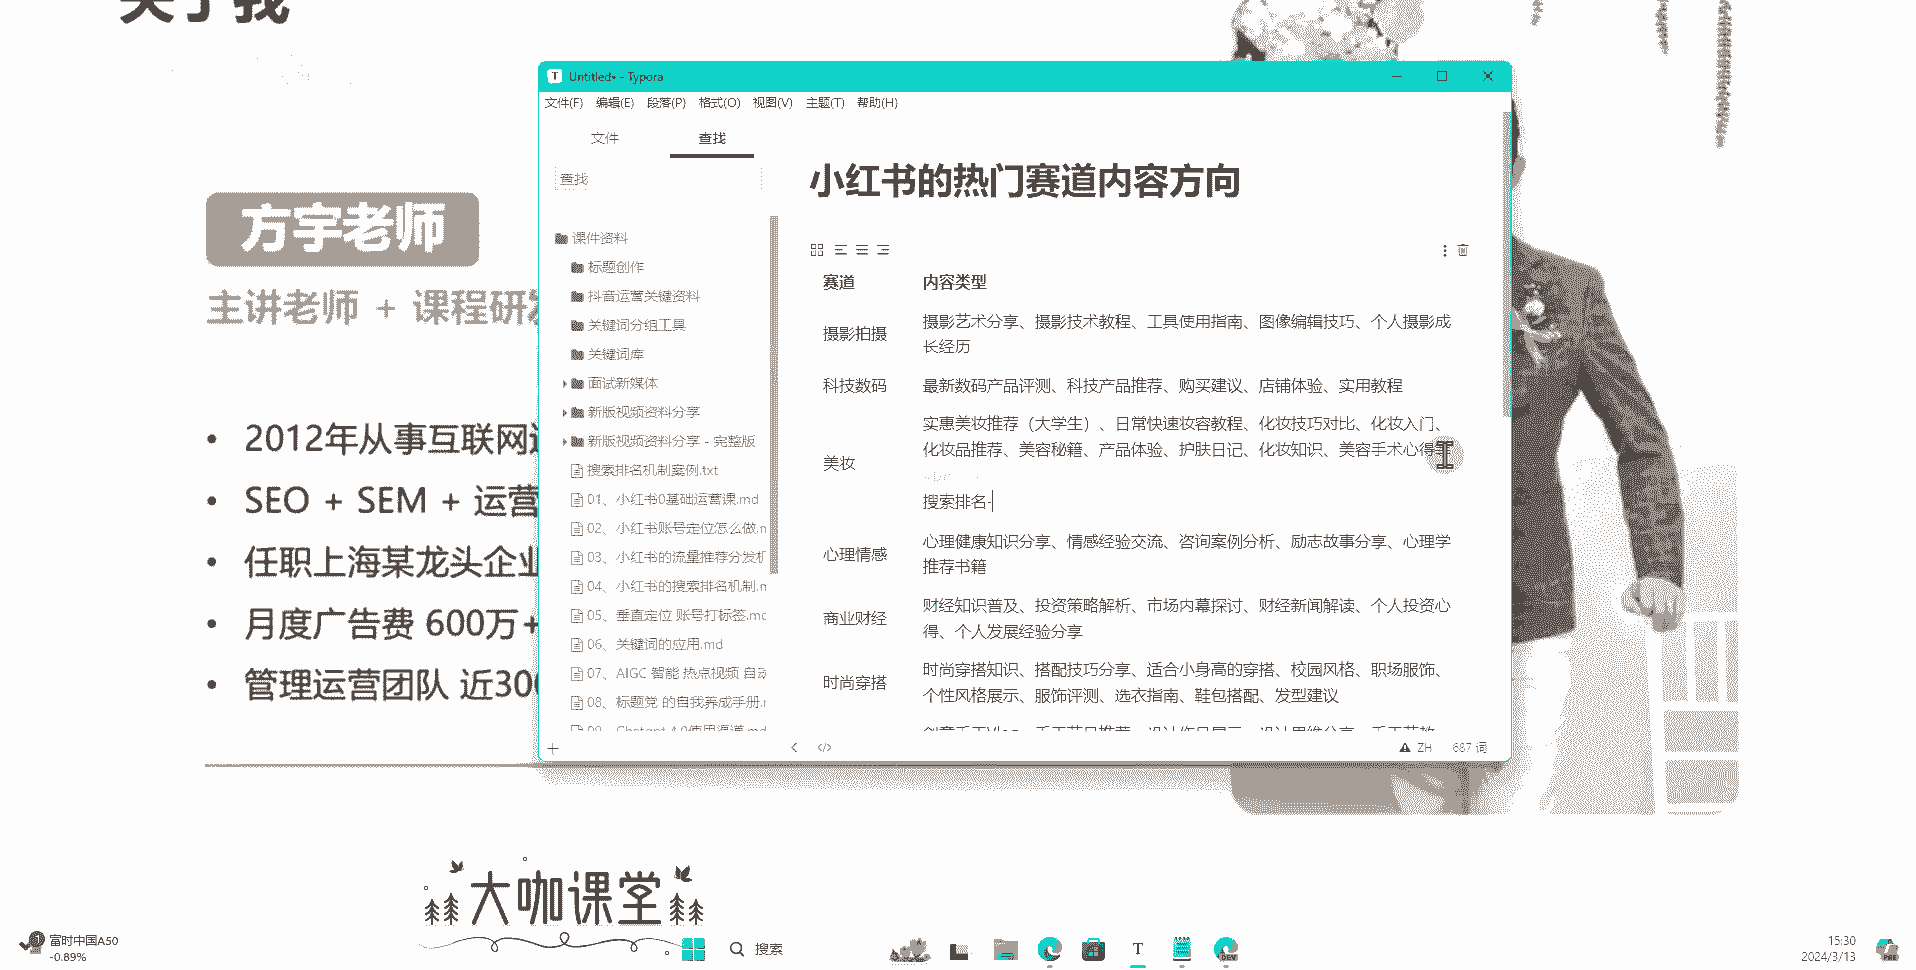 关于我
方宇老师
主讲老师 + 课程研发
2012年从事互联网
SEO + SEM + 运营
任职上海某龙头企业
月度广告费 600万+
管理运营团队 近30
Untitled• - Typora
文件(F) 编辑(E) 段落(P) 格式(O) 视图(V) 主题(T) 帮助(H)
文件 查找
查找
课件资料
标题创作
抖音运营关键资料
关键词分组工具
关键词库
面试新媒体
新版视频资料分享
新版视频资料分享 - 完整版
搜索排名机制案例.txt
01、小红书0基础运营课.md
02、小红书账号定位怎么做.m
03、小红书的流量推荐分发机
04、小红书的搜索排名机制.m
05、垂直定位 账号打标签.md
06、关键词的应用.md
07、AIGC 智能 热点视频 自动
08、标题党 的自我养成手册.m
小红书的热门赛道内容方向
赛道 内容类型
摄影拍摄 摄影艺术分享、摄影技术教程、工具使用指南、图像编辑技巧、个人摄影成
长经历
科技数码 最新数码产品评测、科技产品推荐、购买建议、店铺体验、实用教程
美妆 实惠美妆推荐（大学生）、日常快速妆容教程、化妆技巧对比、化妆入门、
化妆品推荐、美容秘籍、产品体验、护肤日记、化妆知识、美容手术心得等
搜索排名-
心理情感 心理健康知识分享、情感经验交流、咨询案例分析、励志故事分享、心理学
推荐书籍
商业财经 财经知识普及、投资策略解析、市场内幕探讨、财经新闻解读、个人投资心
得、个人发展经验分享
时尚穿搭 时尚穿搭知识、搭配技巧分享、适合小身高的穿搭、校园风格、职场服饰、
个性风格展示、服饰评测、选衣指南、鞋包搭配、发型建议
ZH 687 词
大咖课堂
富时中国A50
-0.89%
搜索
15:30
2024/3/13